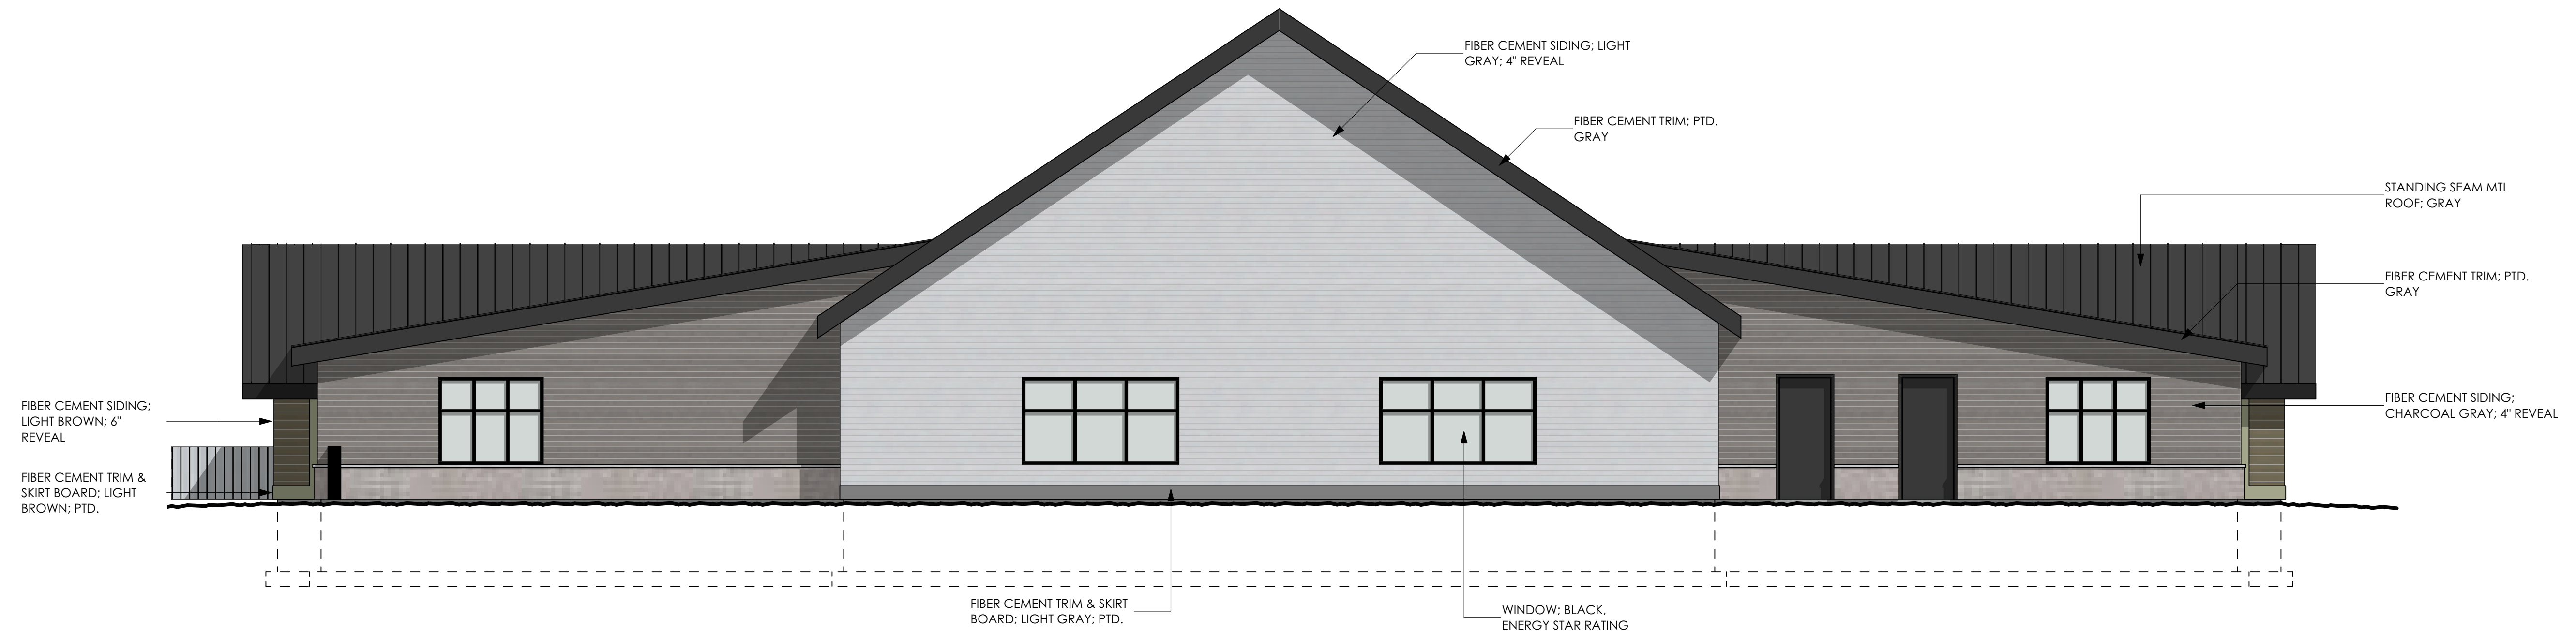 FIBER CEMENT SIDING; LIGHT
GRAY; 4" REVEAL
FIBER CEMENT TRIM; PTD.
GRAY
STANDING SEAM MTL
ROOF; GRAY
FIBER CEMENT TRIM; PTD.
GRAY
FIBER CEMENT SIDING;
CHARCOAL GRAY; 4" REVEAL
FIBER CEMENT SIDING;
LIGHT BROWN; 6"
REVEAL
FIBER CEMENT TRIM &
SKIRT BOARD; LIGHT
BROWN; PTD.
FIBER CEMENT TRIM & SKIRT
BOARD; LIGHT GRAY; PTD.
WINDOW; BLACK,
ENERGY STAR RATING